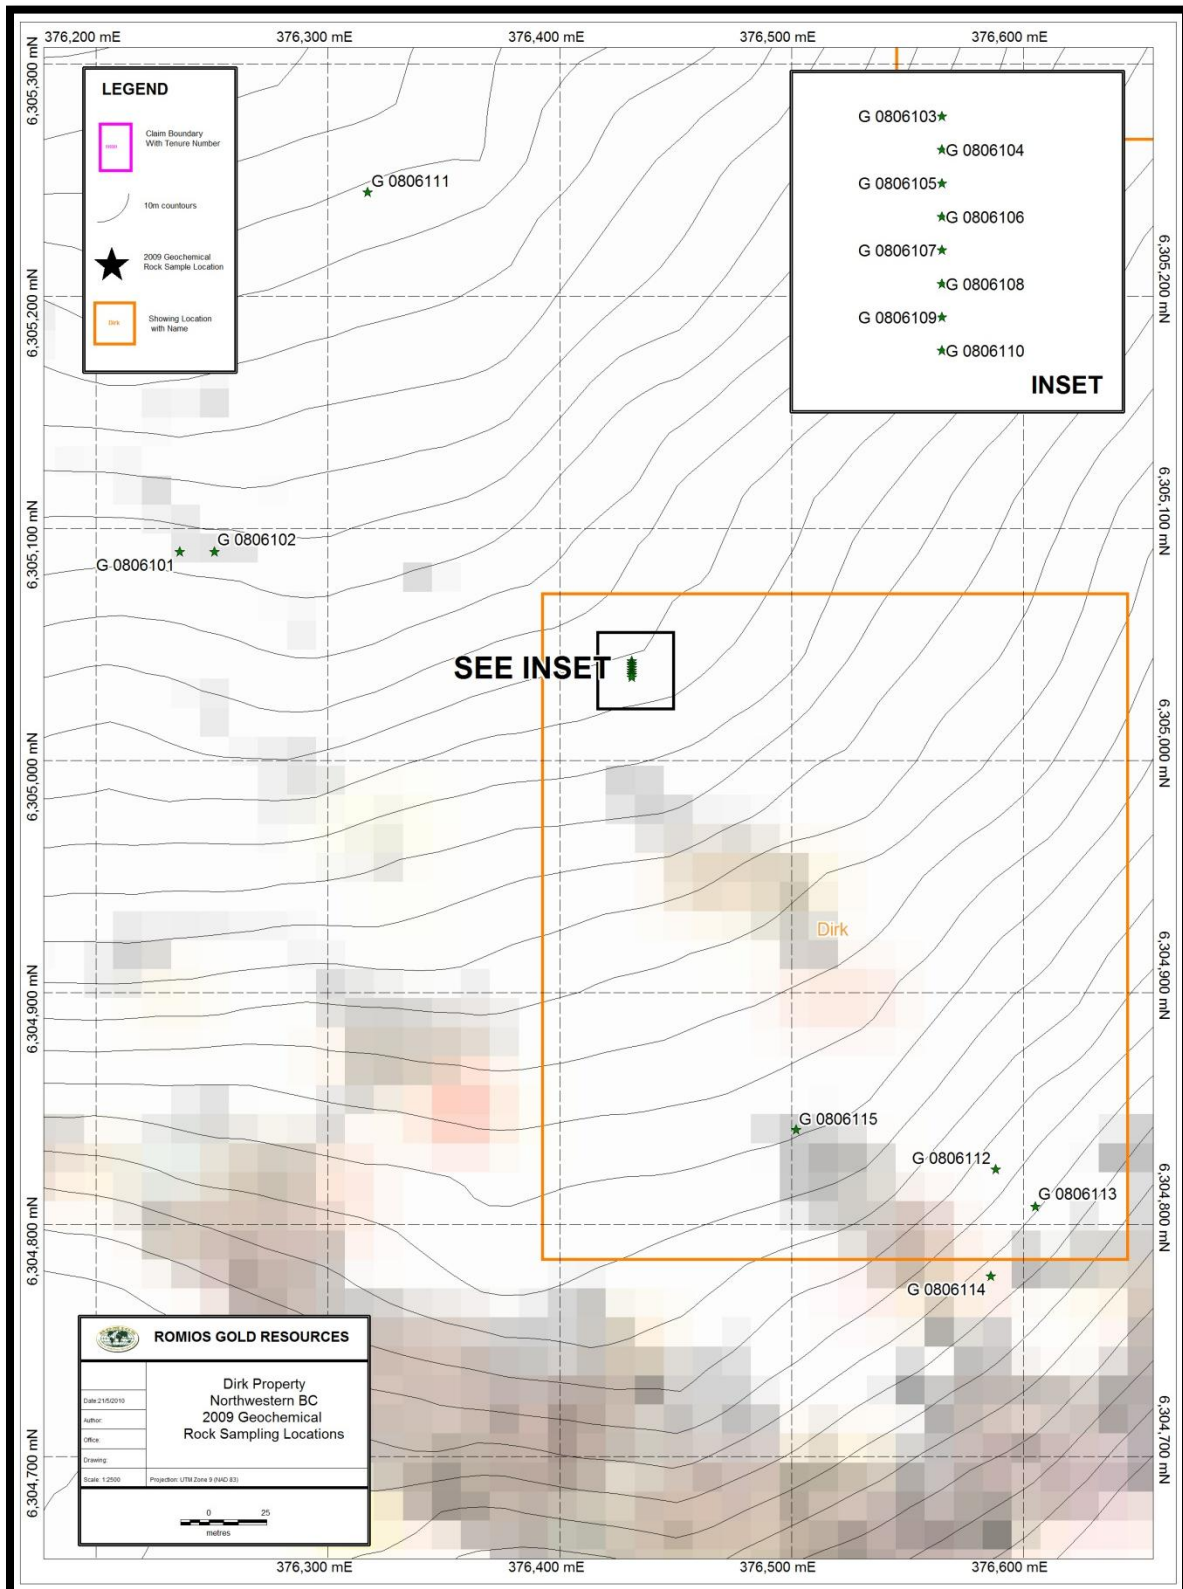 376,200 mE
376,300 mE
376,400 mE
376,500 mE
376,600 mE
6,305,300 mN
6,305,200 mN
6,305,100 mN
6,305,000 mN
6,304,900 mN
6,304,800 mN
6,304,700 mN
LEGEND
Claim Boundary
With Tenure Number
10m countours
2009 Geochemical
Rock Sample Location
Dirk
Showing Location
with Name
G 0806103
G 0806104
G 0806105
G 0806106
G 0806107
G 0806108
G 0806109
G 0806110
INSET
G 0806111
G 0806102
G 0806101
SEE INSET
Dirk
G 0806115
G 0806112
G 0806113
G 0806114
6,305,200 mN
6,305,100 mN
6,305,000 mN
6,304,900 mN
6,304,800 mN
6,304,700 mN
ROMIOS GOLD RESOURCES
Dirk Property
Northwestern BC
2009 Geochemical
Rock Sampling Locations
Date:21/5/2010
Author:
Office:
Drawing:
Scale: 1:2500
Projection: UTM Zone 9 (NAD 83)
0 25
metres
376,300 mE
376,400 mE
376,500 mE
376,600 mE